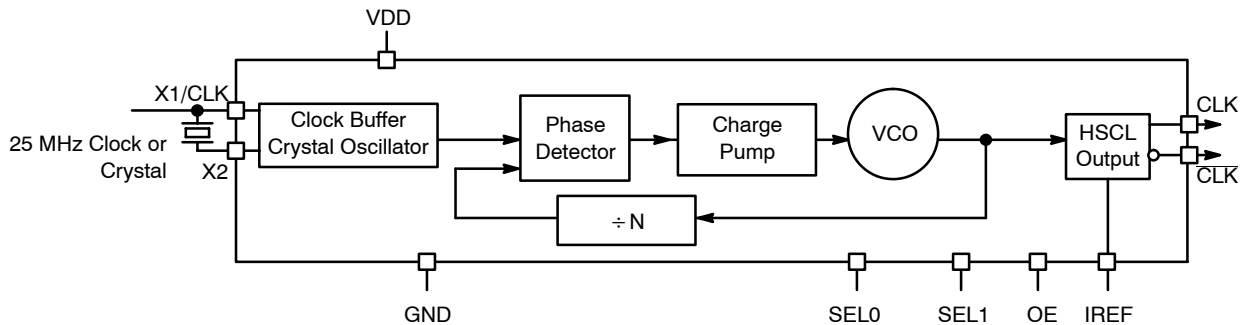 VDD
X1/CLK
25 MHz Clock or
Crystal
X2
Clock Buffer
Crystal Oscillator
Phase
Detector
Charge
Pump
VCO
HSCL
Output
CLK
C̅L̅K̅
÷ N
GND
SEL0
SEL1
OE
IREF